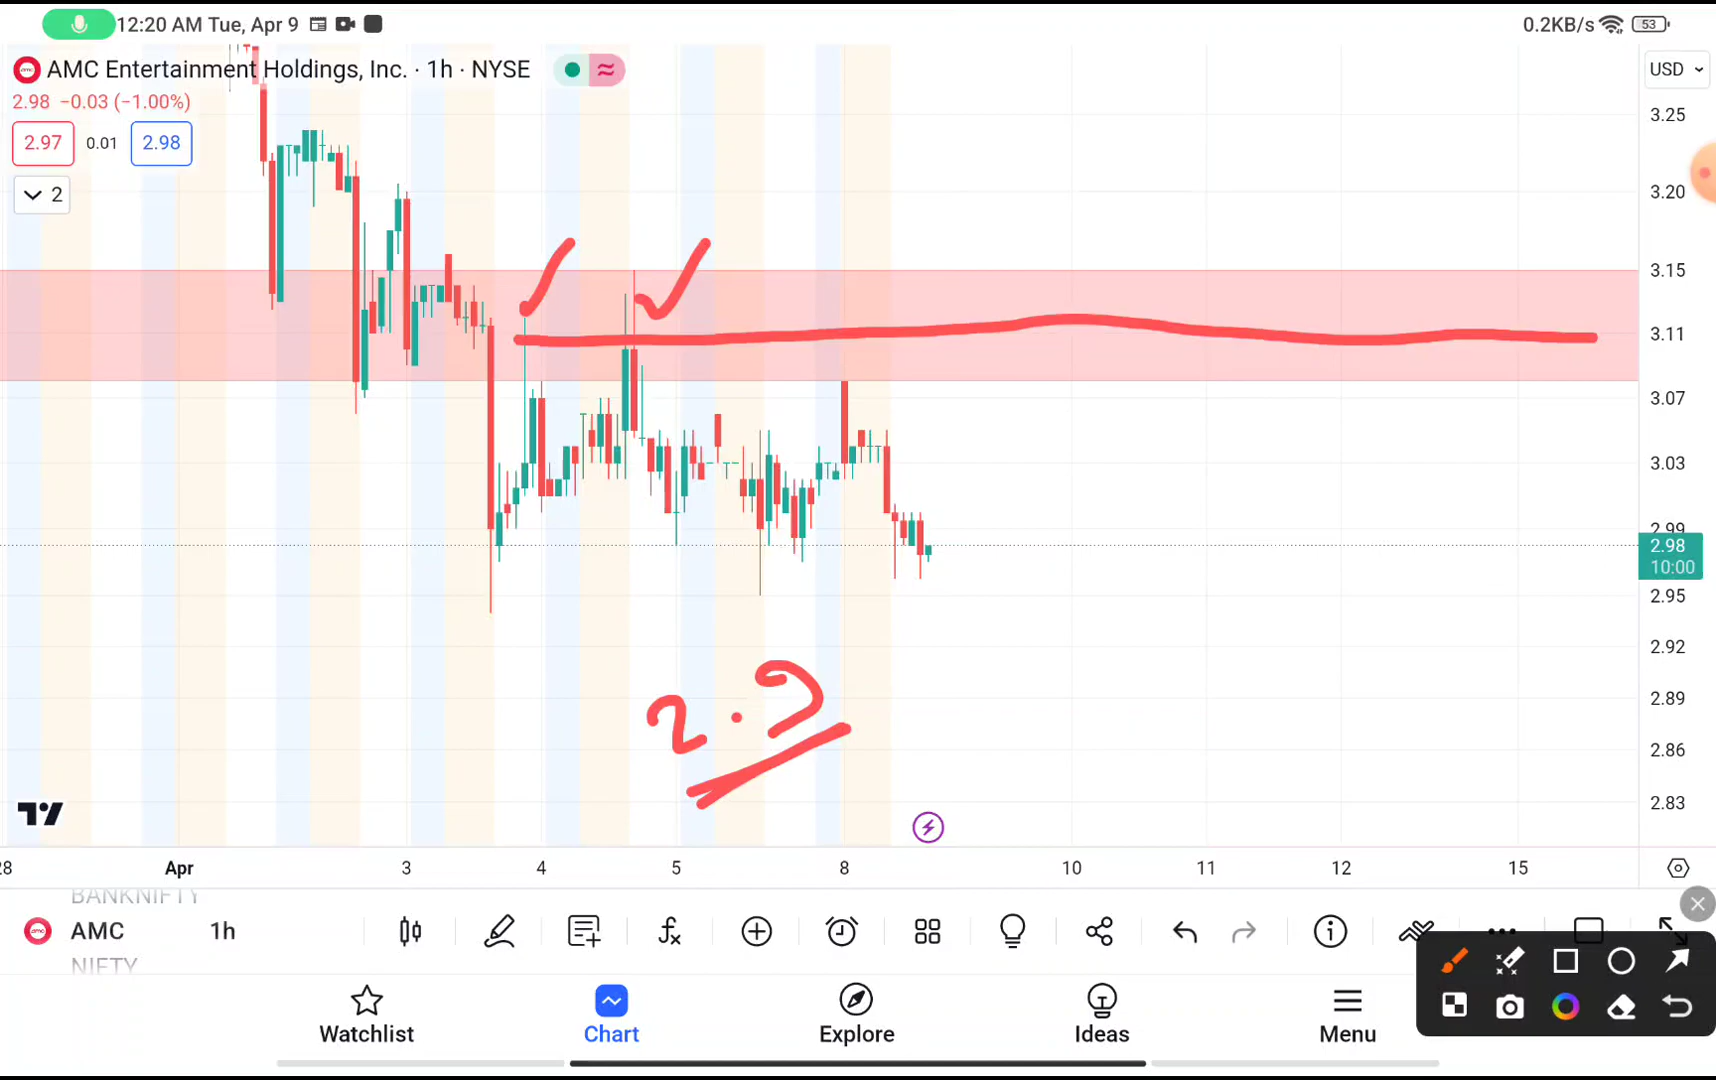 12:20 AM Tue, Apr 9
0.2KB/s
53
AMC Entertainment Holdings, Inc. · 1h · NYSE
USD
2.98 −0.03 (−1.00%)
2.97 0.01 2.98
2
3.25
3.20
3.15
3.11
3.07
3.03
2.99
2.98
10:00
2.95
2.92
2.89
2.86
2.83
28 Apr 3 4 5 8 10 11 12 15
BANKNIFTY
AMC 1h
NIFTY
Watchlist Chart Explore Ideas Menu